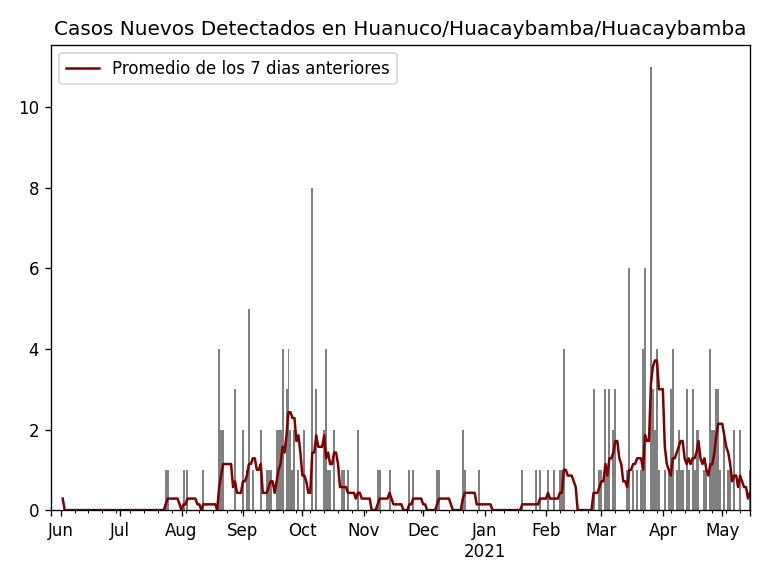 Casos Nuevos Detectados en Huanuco/Huacaybamba/Huacaybamba
Promedio de los 7 dias anteriores
10
8
6
4
2
0
Jun Jul Aug Sep Oct Nov Dec Jan Feb Mar Apr May
2021